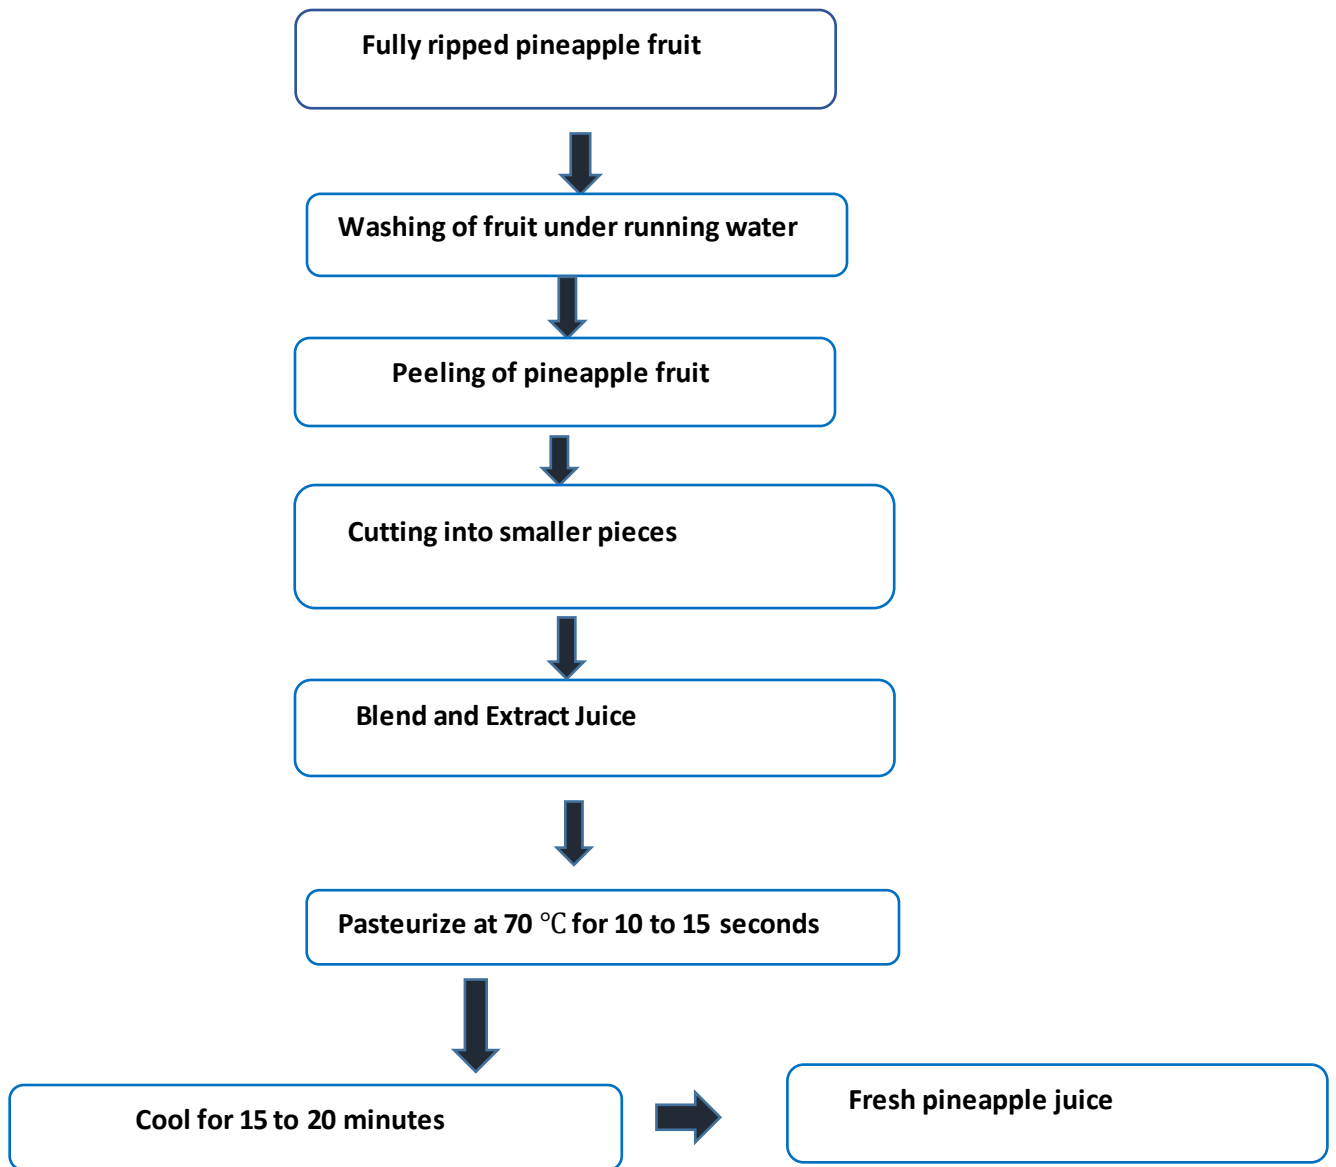 Fully ripped pineapple fruit
Washing of fruit under running water
Peeling of pineapple fruit
Cutting into smaller pieces
Blend and Extract Juice
Pasteurize at 70 ℃ for 10 to 15 seconds
Cool for 15 to 20 minutes
Fresh pineapple juice